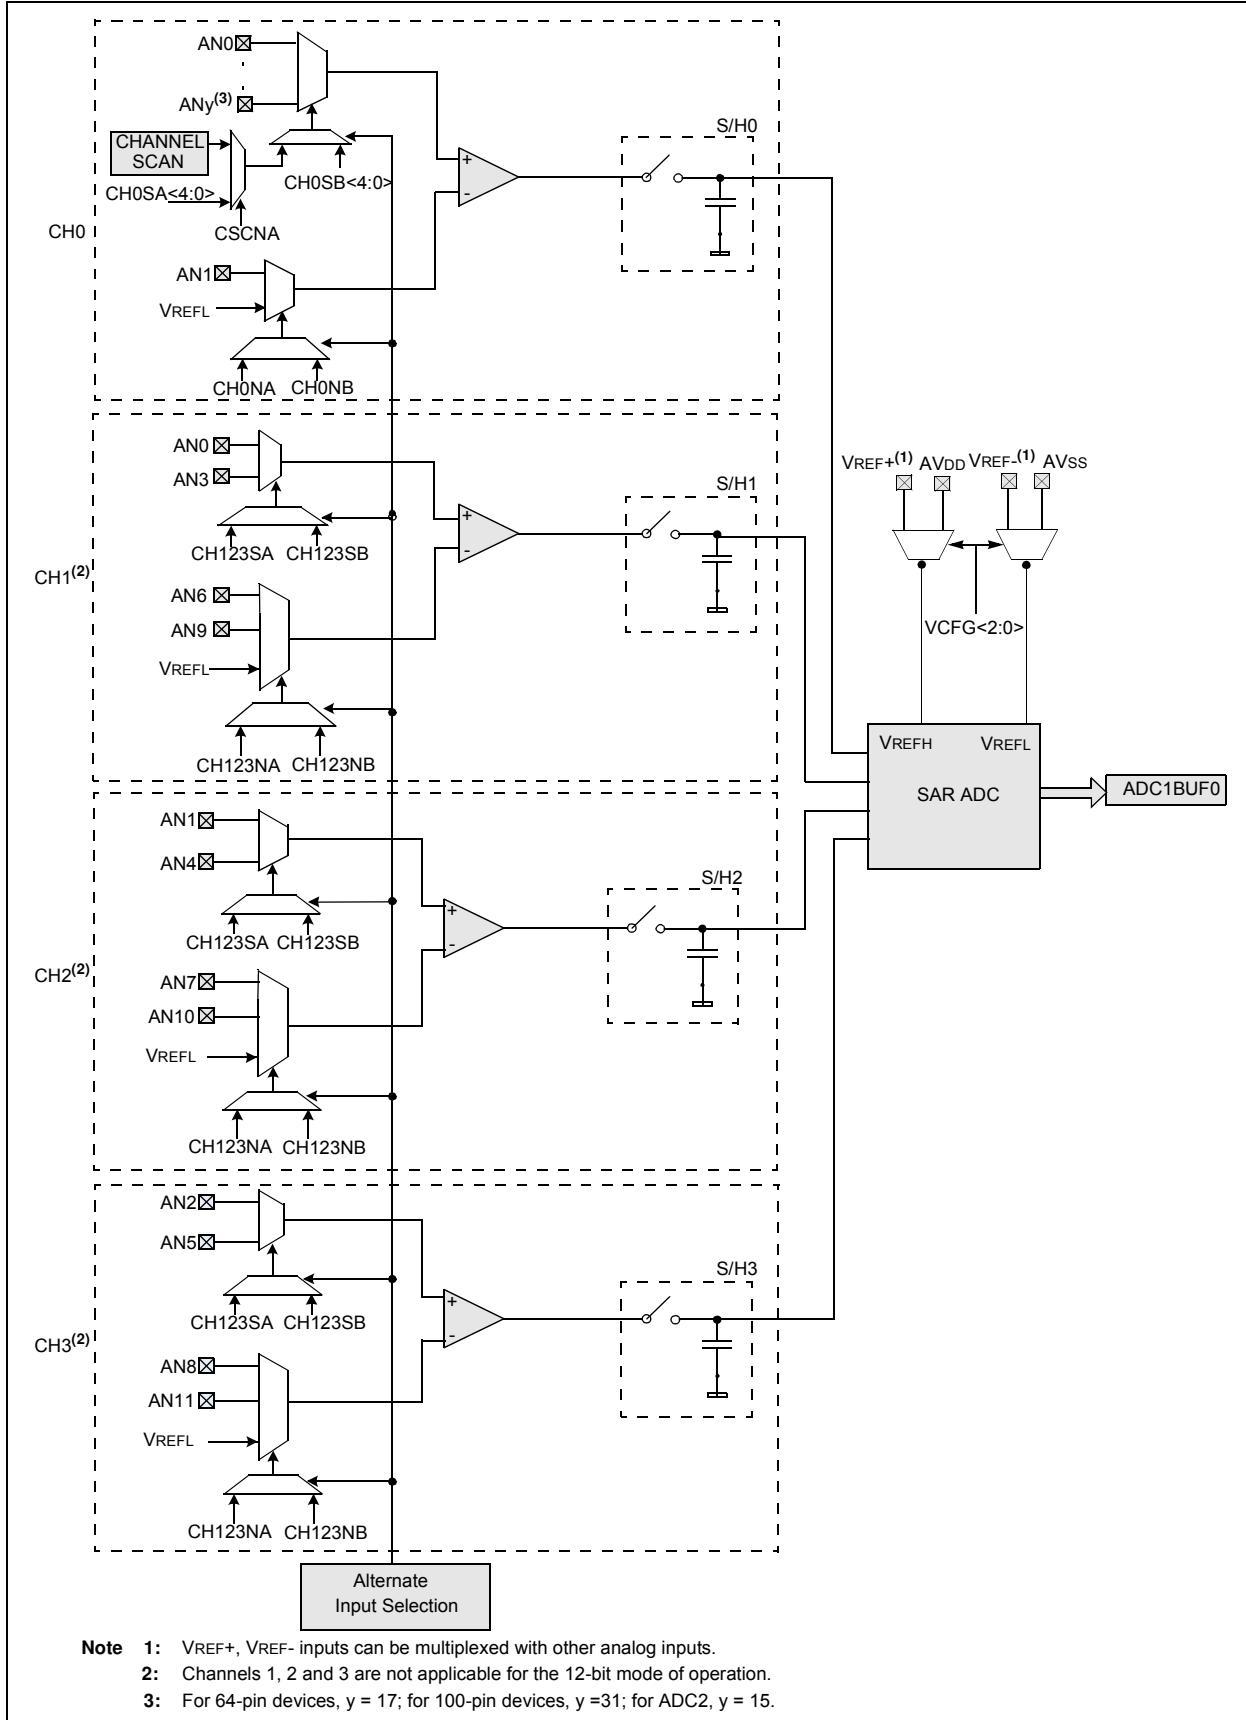 AN0
ANy(3)
CHANNEL
SCAN
CH0SA<4:0>
CH0SB<4:0>
CSCNA
CH0
AN1
VREFL
CH0NA CH0NB
+
-
S/H0
AN0
AN3
CH123SA CH123SB
CH1(2)
AN6
AN9
VREFL
CH123NA CH123NB
+
-
S/H1
VREF+(1) AVDD VREF-(1) AVSS
VCFG<2:0>
VREFH VREFL
SAR ADC
ADC1BUF0
AN1
AN4
CH123SA CH123SB
CH2(2)
AN7
AN10
VREFL
CH123NA CH123NB
+
-
S/H2
AN2
AN5
CH123SA CH123SB
CH3(2)
AN8
AN11
VREFL
CH123NA CH123NB
+
-
S/H3
Alternate
Input Selection
Note 1: VREF+, VREF- inputs can be multiplexed with other analog inputs.
2: Channels 1, 2 and 3 are not applicable for the 12-bit mode of operation.
3: For 64-pin devices, y = 17; for 100-pin devices, y =31; for ADC2, y = 15.